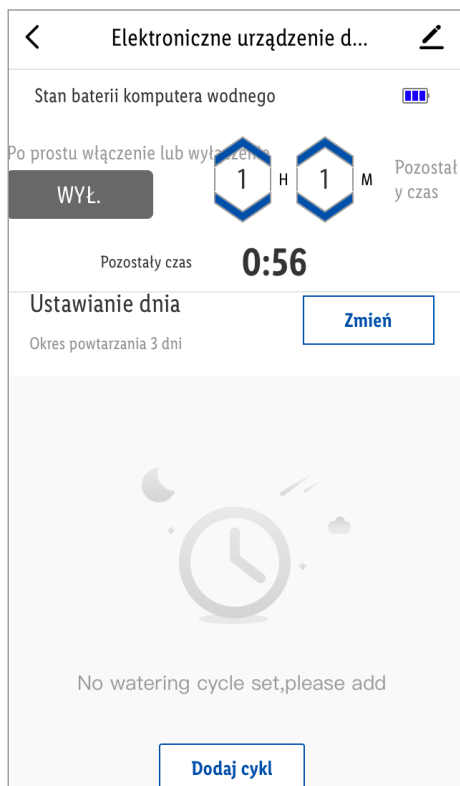 Elektroniczne urządzenie d...
Stan baterii komputera wodnego
Po prostu włączenie lub wyłączenie
WYŁ.
1 H 1 M
Pozostał
y czas
Pozostały czas 0:56
Ustawianie dnia
Zmień
Okres powtarzania 3 dni
No watering cycle set,please add
Dodaj cykl